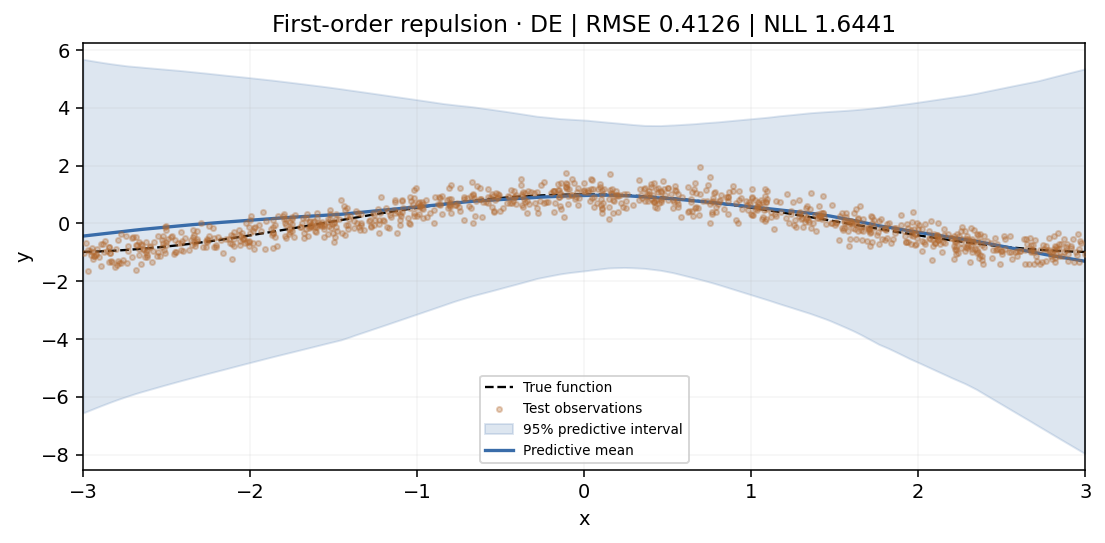 First-order repulsion · DE | RMSE 0.4126 | NLL 1.6441
y
6
4
2
0
−2
−4
−6
−8
True function
Test observations
95% predictive interval
Predictive mean
−3 −2 −1 0 1 2 3
x